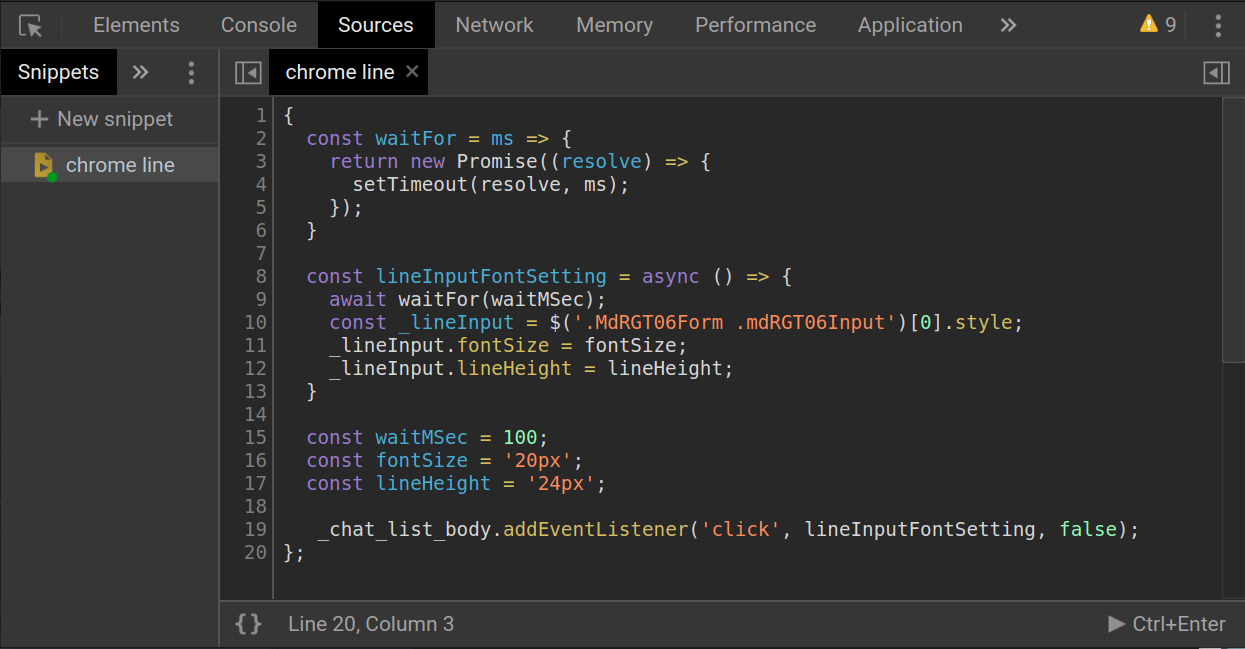 Elements Console Sources Network Memory Performance Application » 9
Snippets » chrome line ×
+ New snippet
chrome line
1 {
2   const waitFor = ms => {
3     return new Promise((resolve) => {
4       setTimeout(resolve, ms);
5     });
6   }
7
8   const lineInputFontSetting = async () => {
9     await waitFor(waitMSec);
10     const _lineInput = $('.MdRGT06Form .mdRGT06Input')[0].style;
11     _lineInput.fontSize = fontSize;
12     _lineInput.lineHeight = lineHeight;
13   }
14
15   const waitMSec = 100;
16   const fontSize = '20px';
17   const lineHeight = '24px';
18
19    _chat_list_body.addEventListener('click', lineInputFontSetting, false);
20 };
{} Line 20, Column 3 Ctrl+Enter